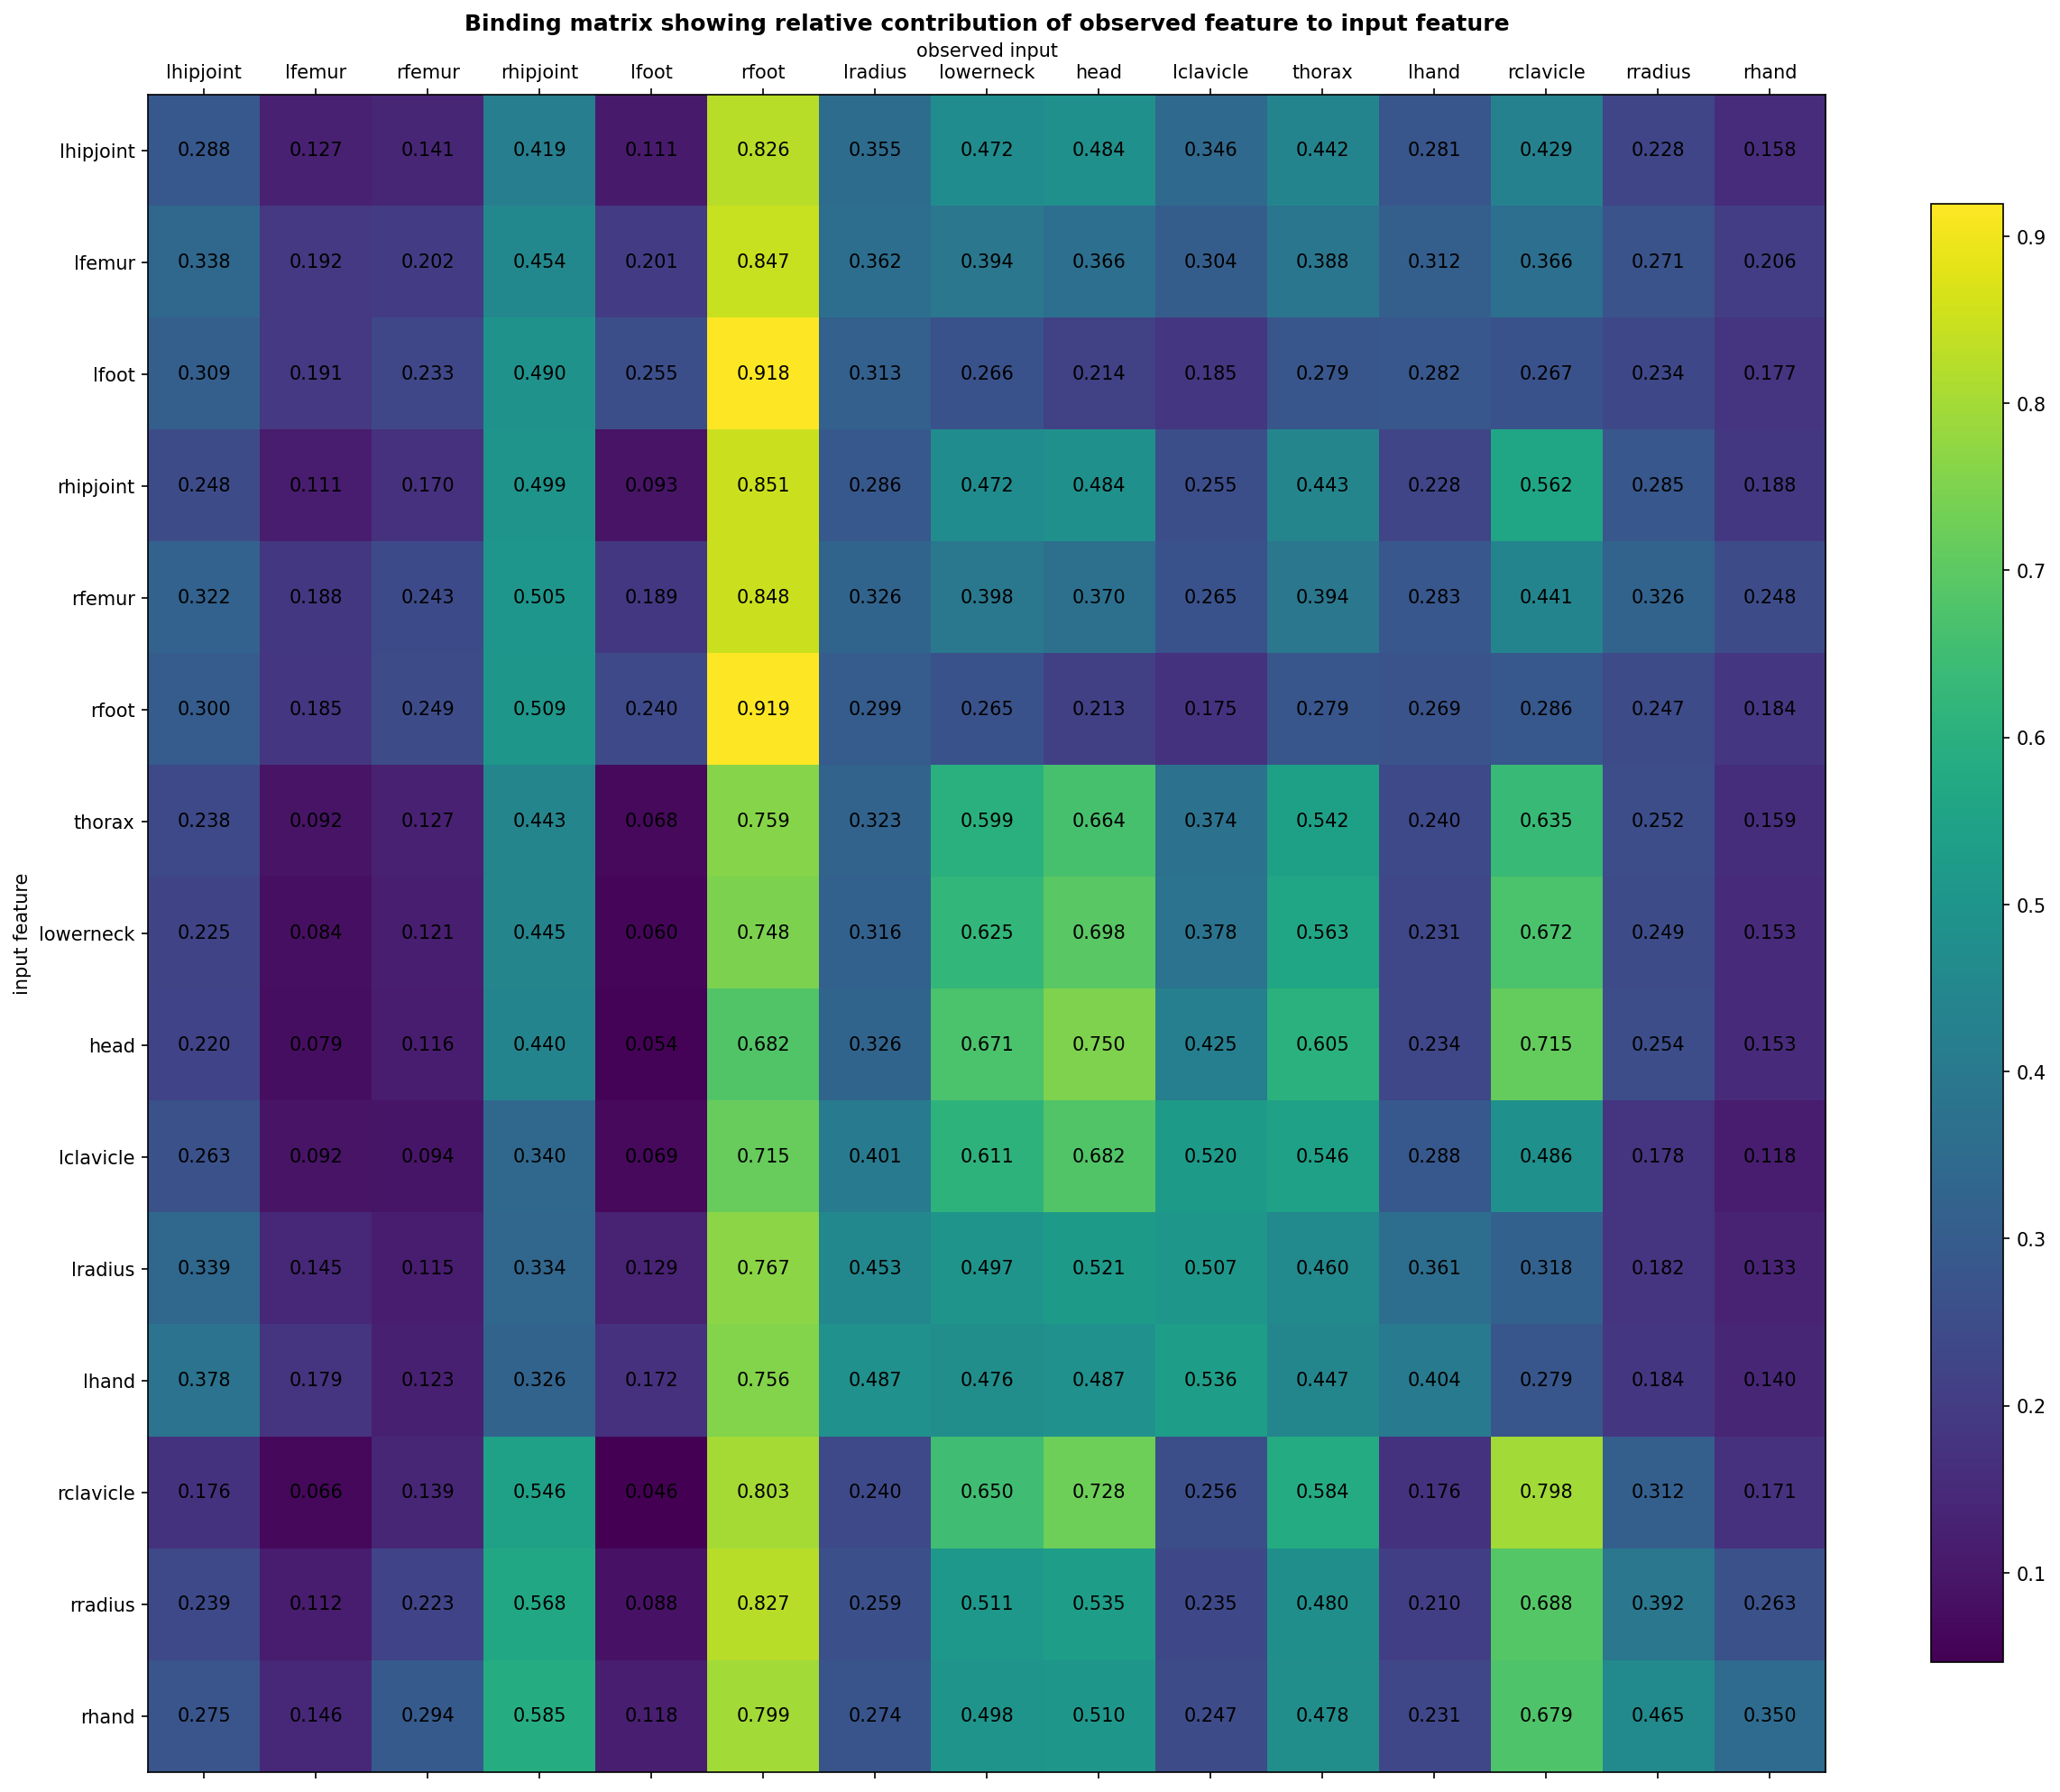 Binding matrix showing relative contribution of observed feature to input feature
observed input
lhipjoint lfemur rfemur rhipjoint lfoot rfoot lradius lowerneck head lclavicle thorax lhand rclavicle rradius rhand
lhipjoint 0.288 0.127 0.141 0.419 0.111 0.826 0.355 0.472 0.484 0.346 0.442 0.281 0.429 0.228 0.158
lfemur 0.338 0.192 0.202 0.454 0.201 0.847 0.362 0.394 0.366 0.304 0.388 0.312 0.366 0.271 0.206
lfoot 0.309 0.191 0.233 0.490 0.255 0.918 0.313 0.266 0.214 0.185 0.279 0.282 0.267 0.234 0.177
rhipjoint 0.248 0.111 0.170 0.499 0.093 0.851 0.286 0.472 0.484 0.255 0.443 0.228 0.562 0.285 0.188
rfemur 0.322 0.188 0.243 0.505 0.189 0.848 0.326 0.398 0.370 0.265 0.394 0.283 0.441 0.326 0.248
rfoot 0.300 0.185 0.249 0.509 0.240 0.919 0.299 0.265 0.213 0.175 0.279 0.269 0.286 0.247 0.184
thorax 0.238 0.092 0.127 0.443 0.068 0.759 0.323 0.599 0.664 0.374 0.542 0.240 0.635 0.252 0.159
lowerneck 0.225 0.084 0.121 0.445 0.060 0.748 0.316 0.625 0.698 0.378 0.563 0.231 0.672 0.249 0.153
head 0.220 0.079 0.116 0.440 0.054 0.682 0.326 0.671 0.750 0.425 0.605 0.234 0.715 0.254 0.153
lclavicle 0.263 0.092 0.094 0.340 0.069 0.715 0.401 0.611 0.682 0.520 0.546 0.288 0.486 0.178 0.118
lradius 0.339 0.145 0.115 0.334 0.129 0.767 0.453 0.497 0.521 0.507 0.460 0.361 0.318 0.182 0.133
lhand 0.378 0.179 0.123 0.326 0.172 0.756 0.487 0.476 0.487 0.536 0.447 0.404 0.279 0.184 0.140
rclavicle 0.176 0.066 0.139 0.546 0.046 0.803 0.240 0.650 0.728 0.256 0.584 0.176 0.798 0.312 0.171
rradius 0.239 0.112 0.223 0.568 0.088 0.827 0.259 0.511 0.535 0.235 0.480 0.210 0.688 0.392 0.263
rhand 0.275 0.146 0.294 0.585 0.118 0.799 0.274 0.498 0.510 0.247 0.478 0.231 0.679 0.465 0.350
input feature
0.9
0.8
0.7
0.6
0.5
0.4
0.3
0.2
0.1